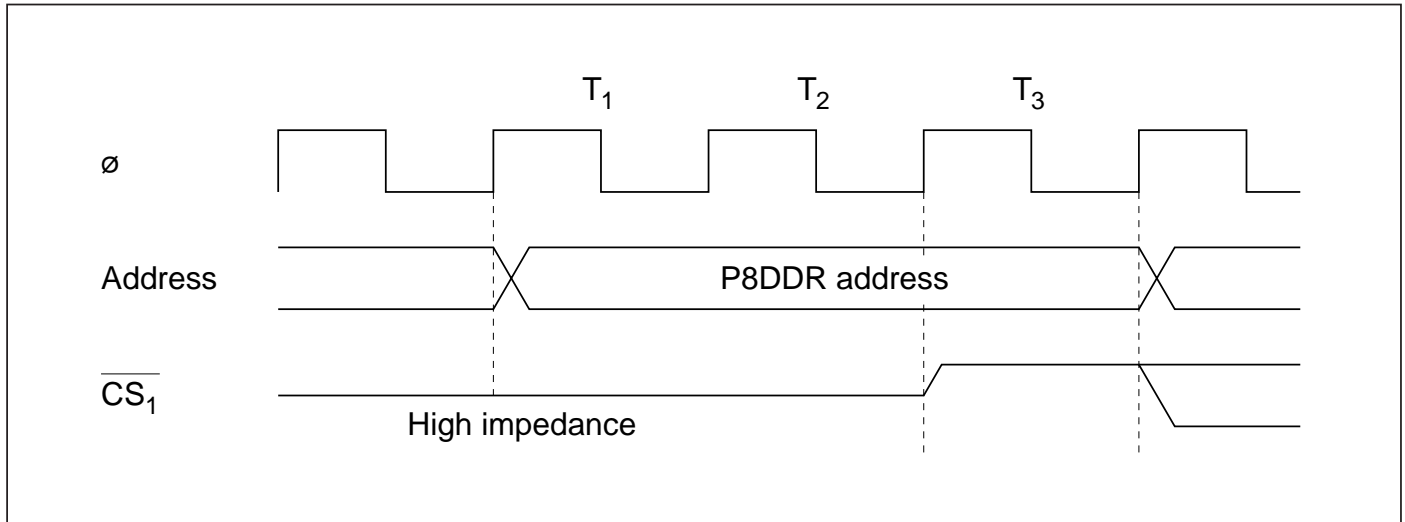 T1 T2 T3
ø
Address P8DDR address
CS1
High impedance